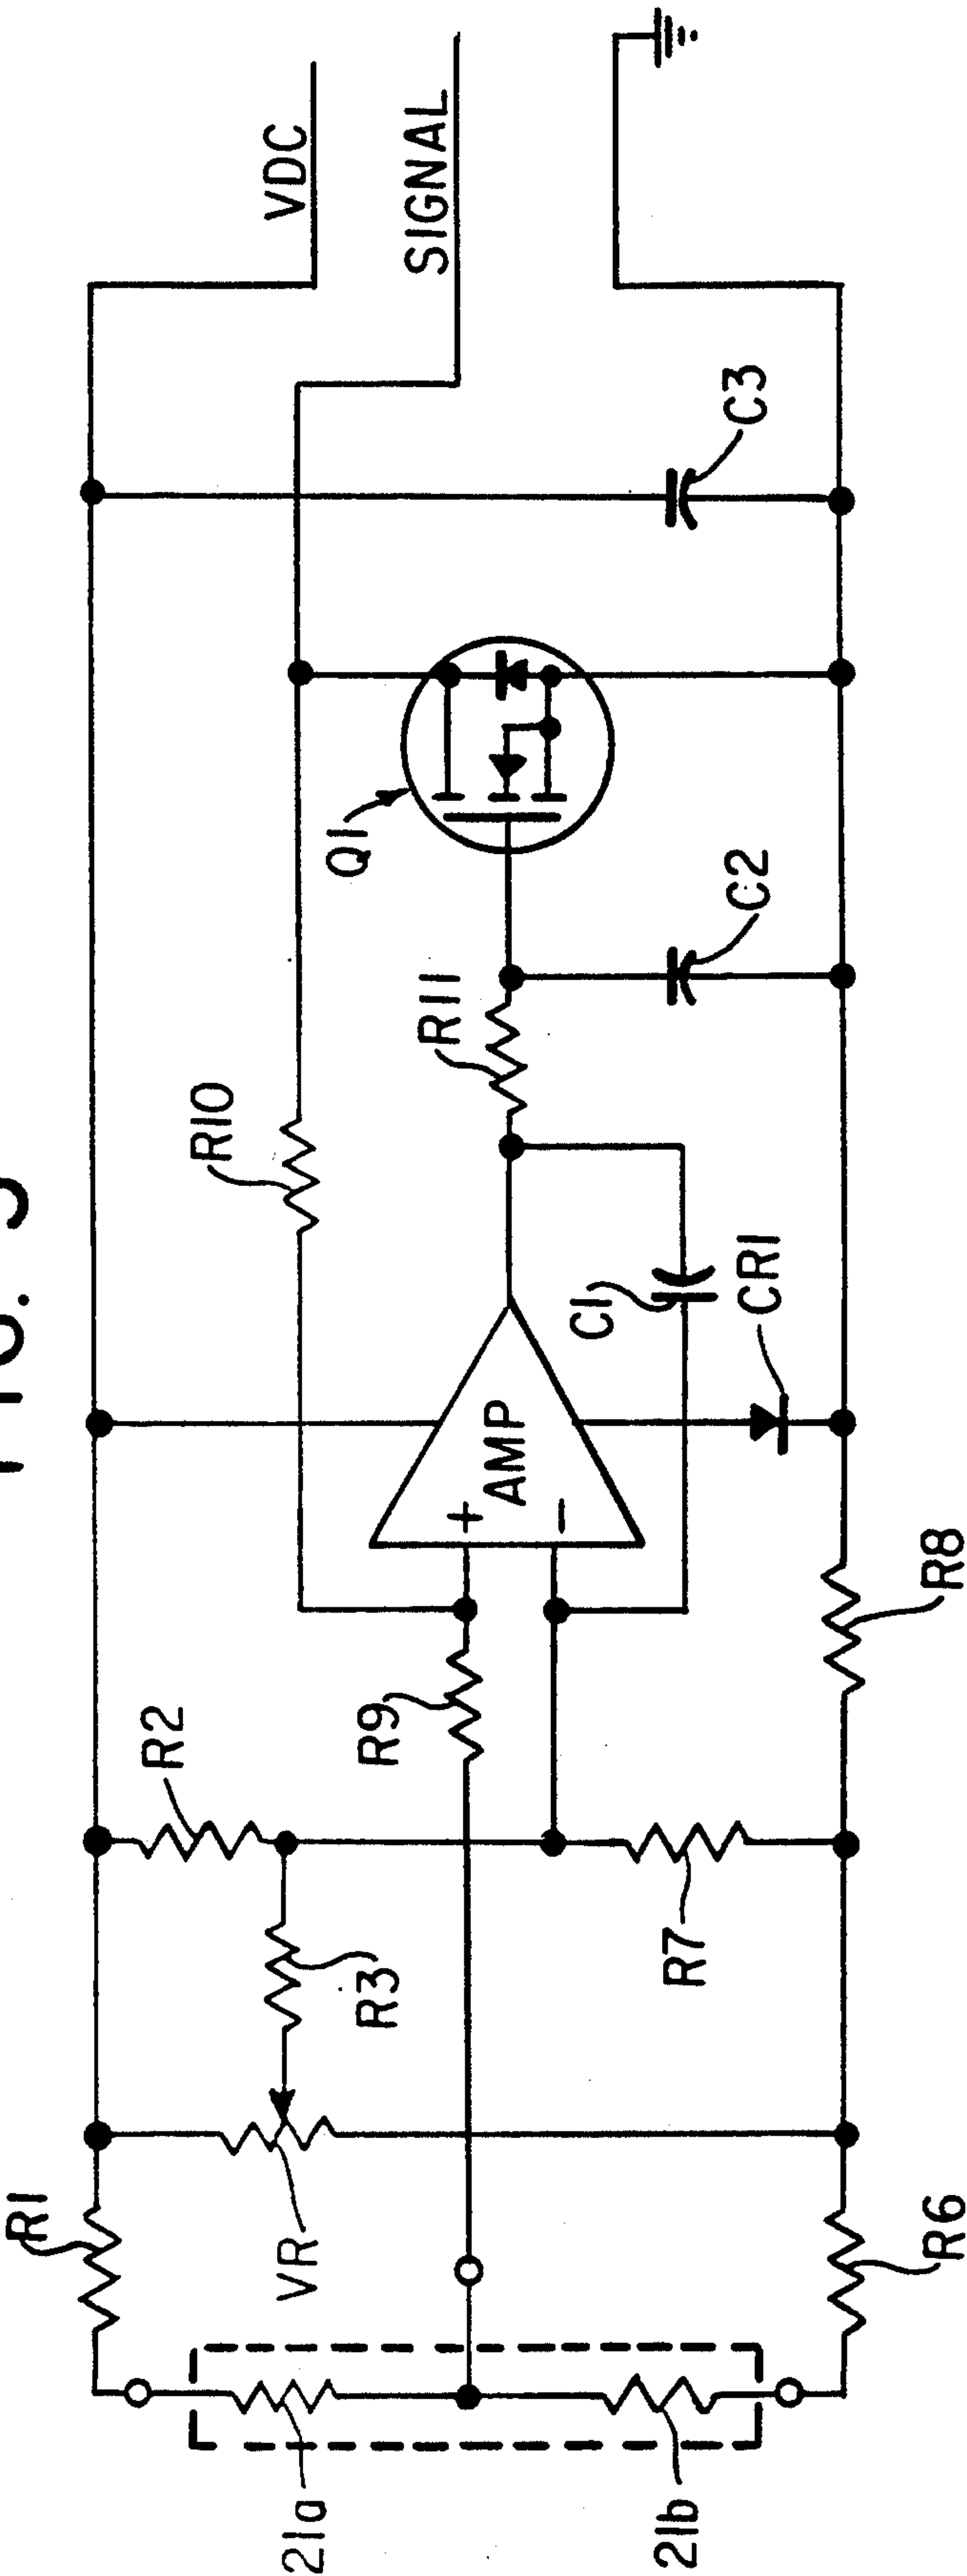 FIG. 5
VDC
SIGNAL
R1
R2
R10
Q1
VR
R3
R9
+
AMP
−
R11
C1
C2
C3
CR1
R7
R6
R8
21a
21b